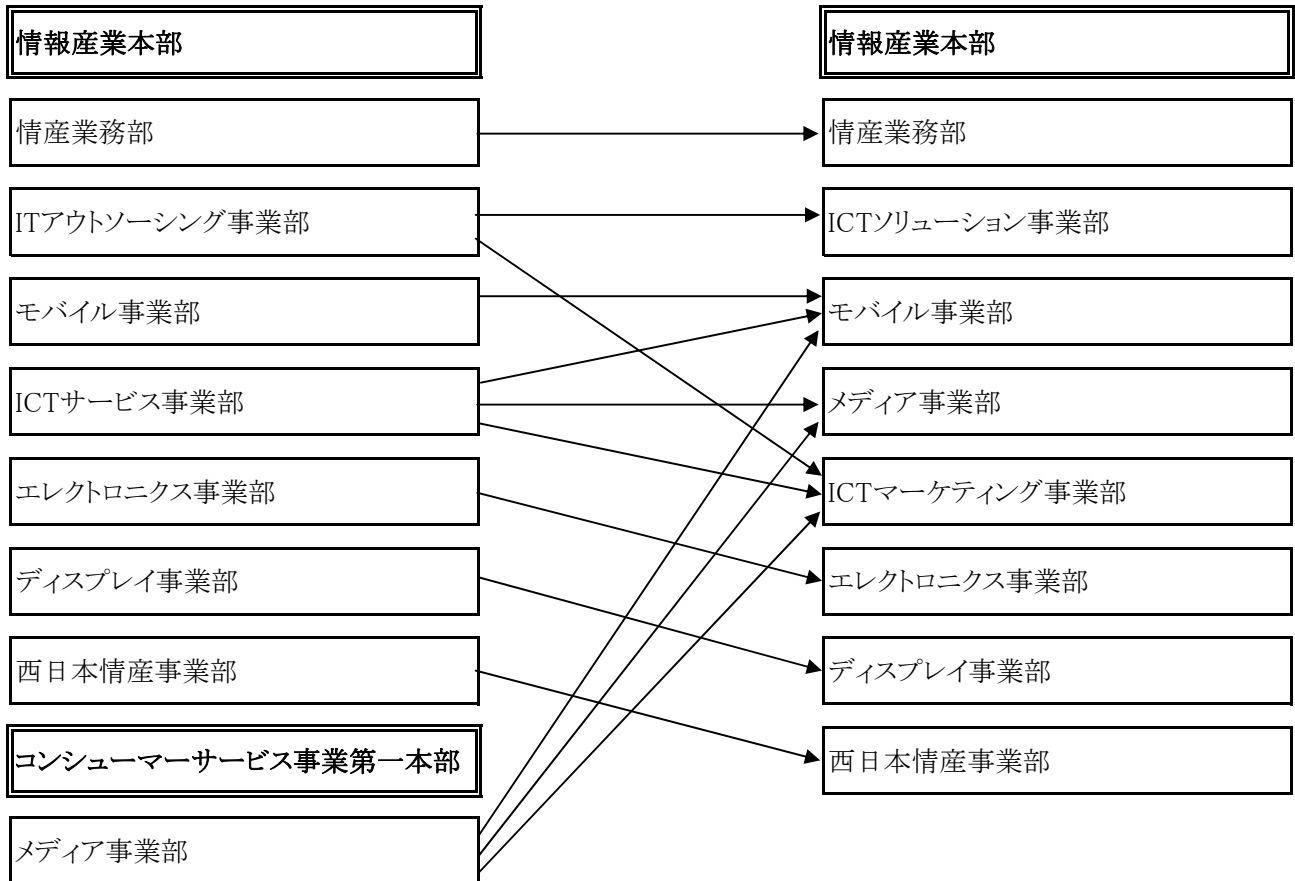 情報産業本部
情報産業本部
情産業務部
情産業務部
ITアウトソーシング事業部
ICTソリューション事業部
モバイル事業部
モバイル事業部
ICTサービス事業部
メディア事業部
エレクトロニクス事業部
ICTマーケティング事業部
ディスプレイ事業部
エレクトロニクス事業部
西日本情産事業部
ディスプレイ事業部
コンシューマーサービス事業第一本部
西日本情産事業部
メディア事業部